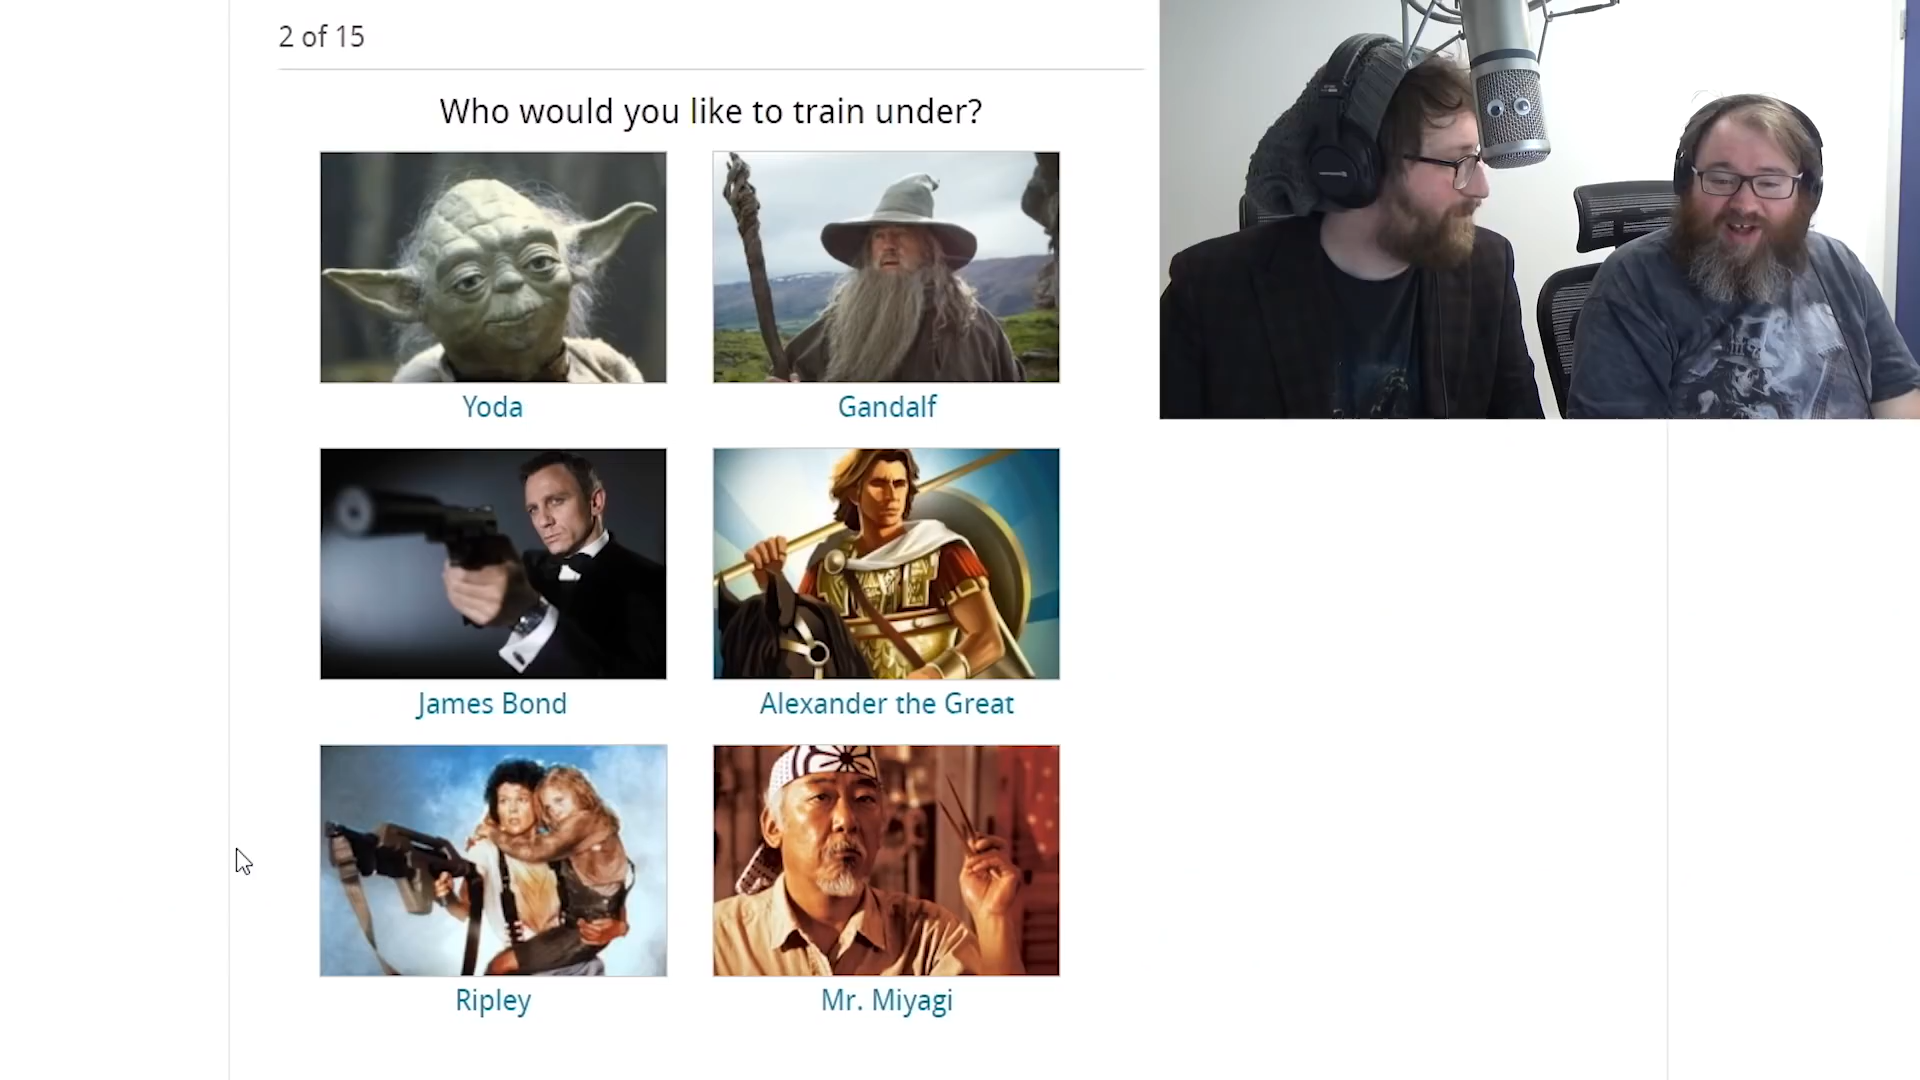 2 of 15
Who would you like to train under?
Yoda
Gandalf
James Bond
Alexander the Great
Ripley
Mr. Miyagi